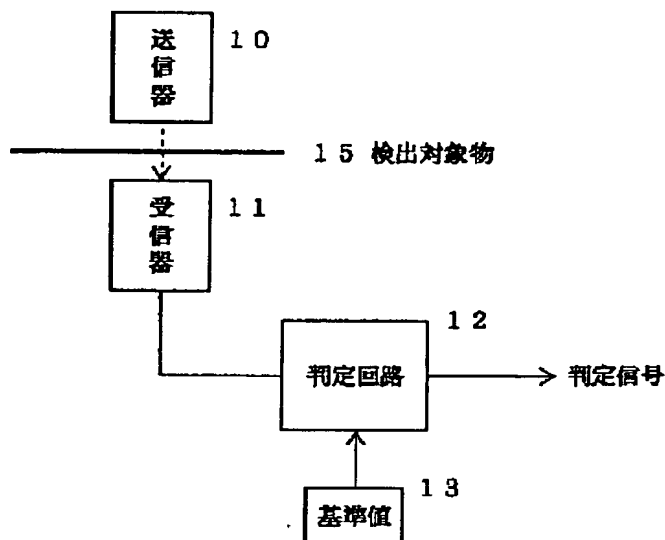 送信器
１０
１５ 検出対象物
受信器
１１
１２
判定回路
判定信号
１３
基準値